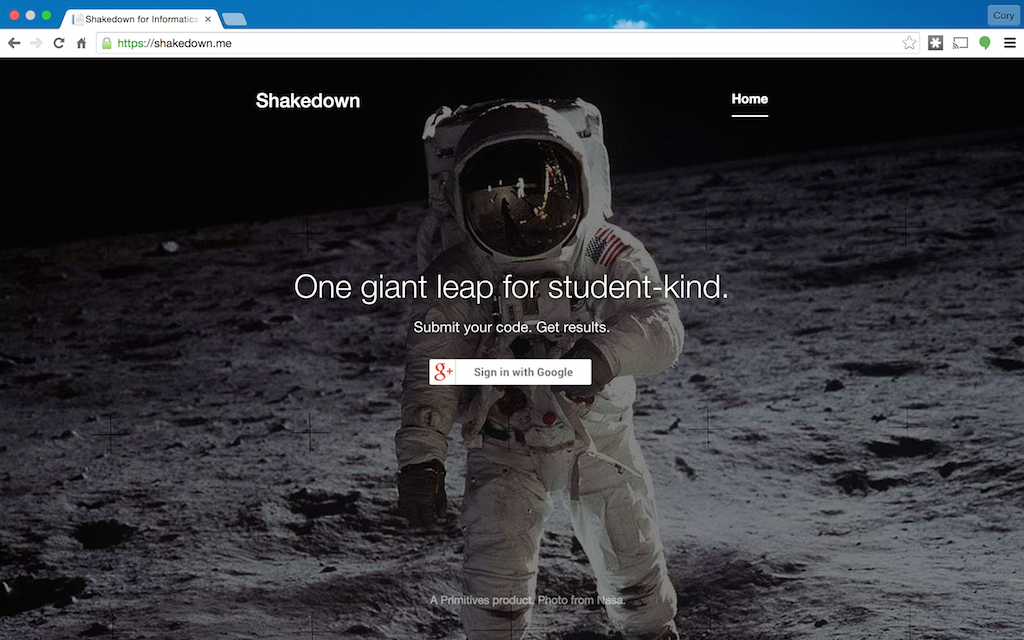 Shakedown for Informatics
Cory
https://shakedown.me
Shakedown
Home
One giant leap for student-kind.
Submit your code. Get results.
g+ Sign in with Google
A Primitives product. Photo from Nasa.